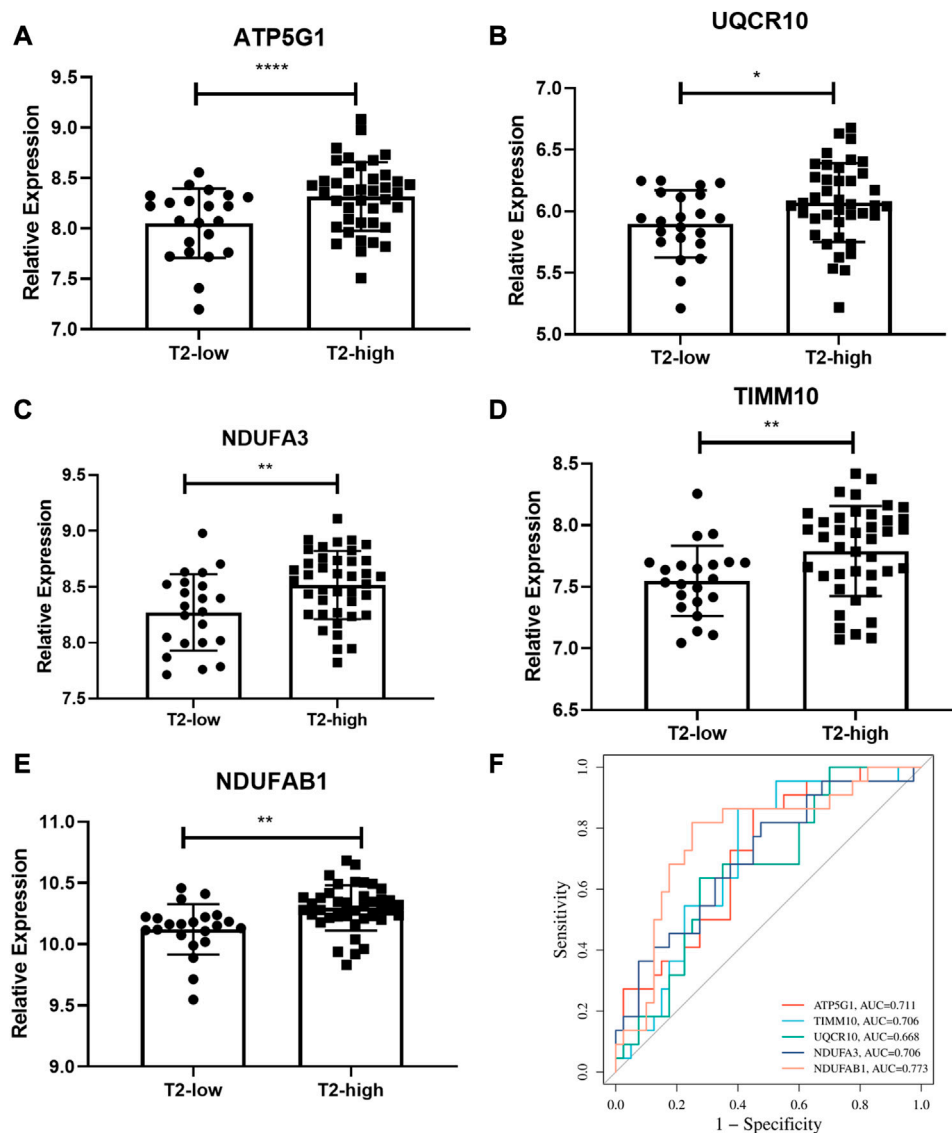 A
ATP5G1
****
Relative Expression
9.5
9.0
8.5
8.0
7.5
7.0
T2-low
T2-high
B
UQCR10
*
Relative Expression
7.0
6.5
6.0
5.5
5.0
T2-low
T2-high
C
NDUFA3
**
Relative Expression
9.5
9.0
8.5
8.0
7.5
T2-low
T2-high
D
TIMM10
**
Relative Expression
8.5
8.0
7.5
7.0
6.5
T2-low
T2-high
E
NDUFAB1
**
Relative Expression
11.0
10.5
10.0
9.5
9.0
T2-low
T2-high
F
Sensitivity
1.0
0.8
0.6
0.4
0.2
0.0
ATP5G1, AUC=0.711
TIMM10, AUC=0.706
UQCR10, AUC=0.668
NDUFA3, AUC=0.706
NDUFAB1, AUC=0.773
0.0 0.2 0.4 0.6 0.8 1.0
1 − Specificity